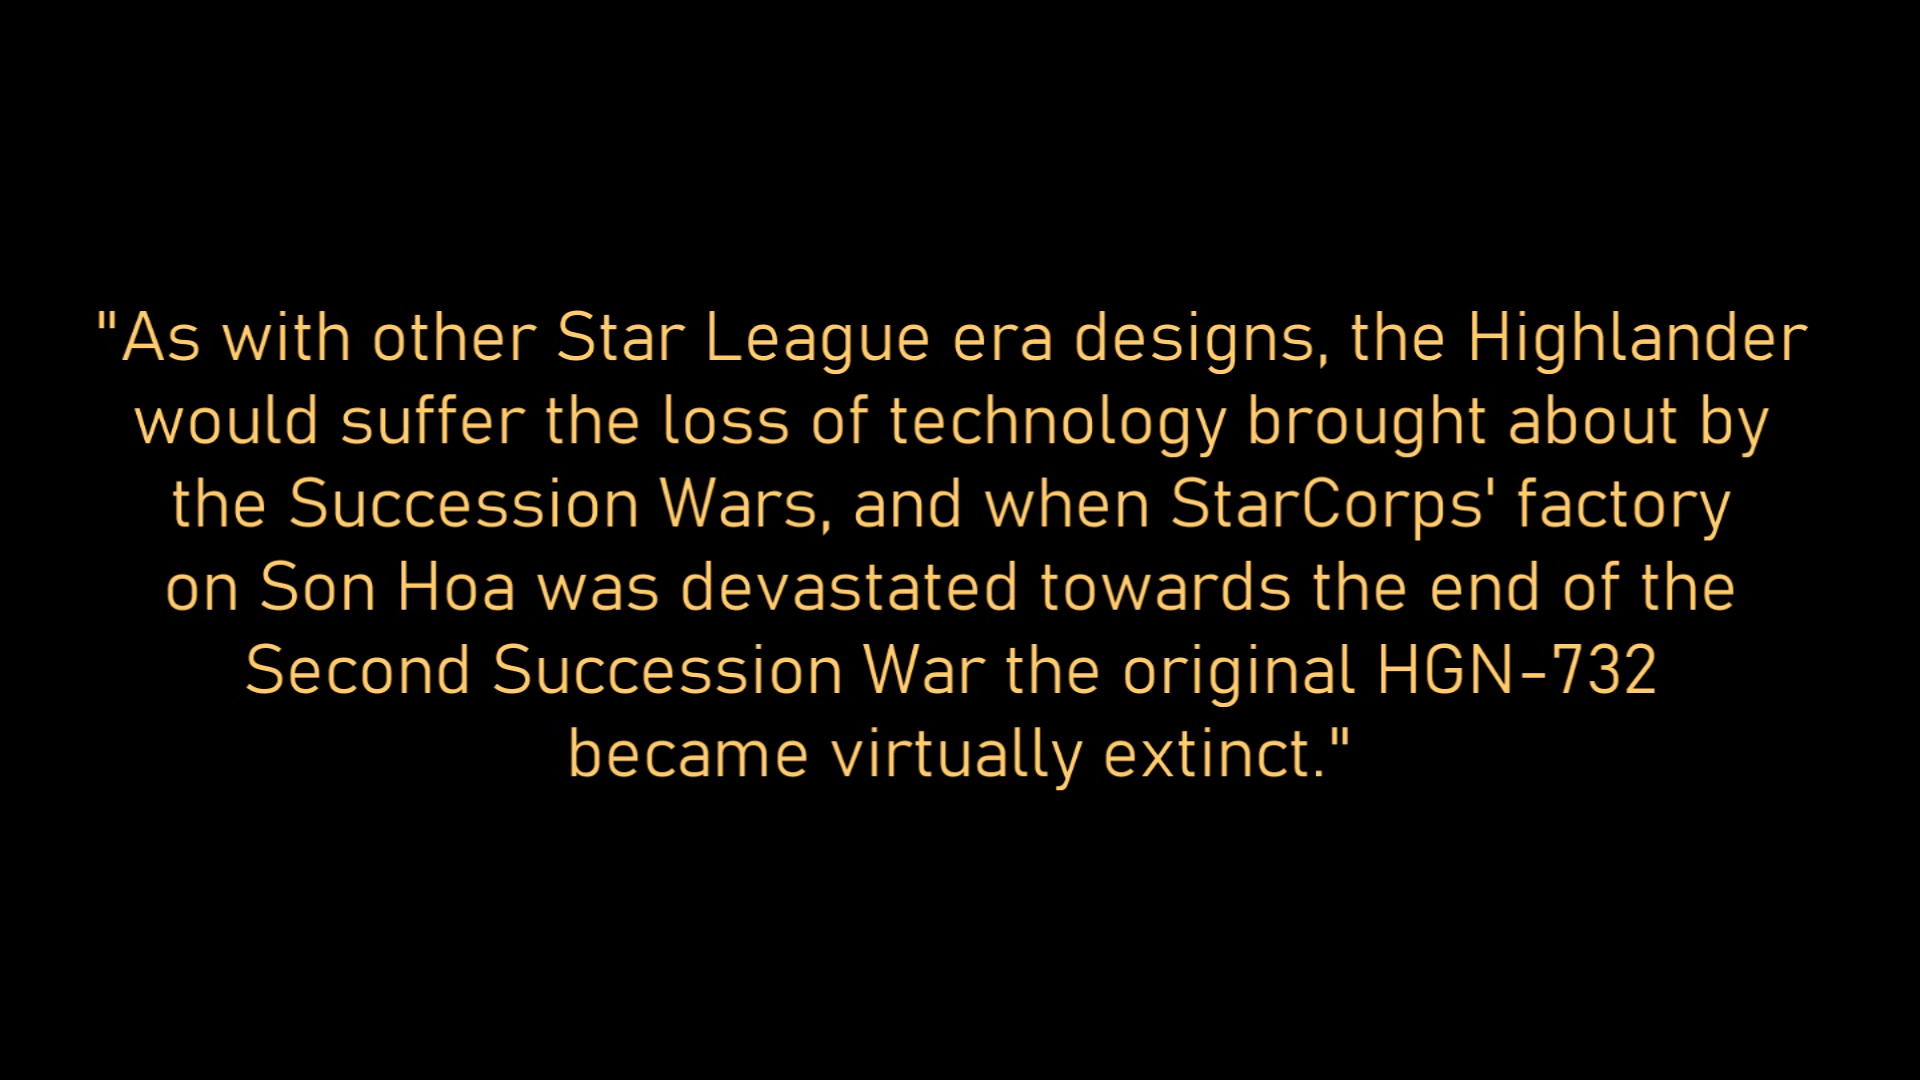 "As with other Star League era designs, the Highlander
would suffer the loss of technology brought about by
the Succession Wars, and when StarCorps' factory
on Son Hoa was devastated towards the end of the
Second Succession War the original HGN-732
became virtually extinct."